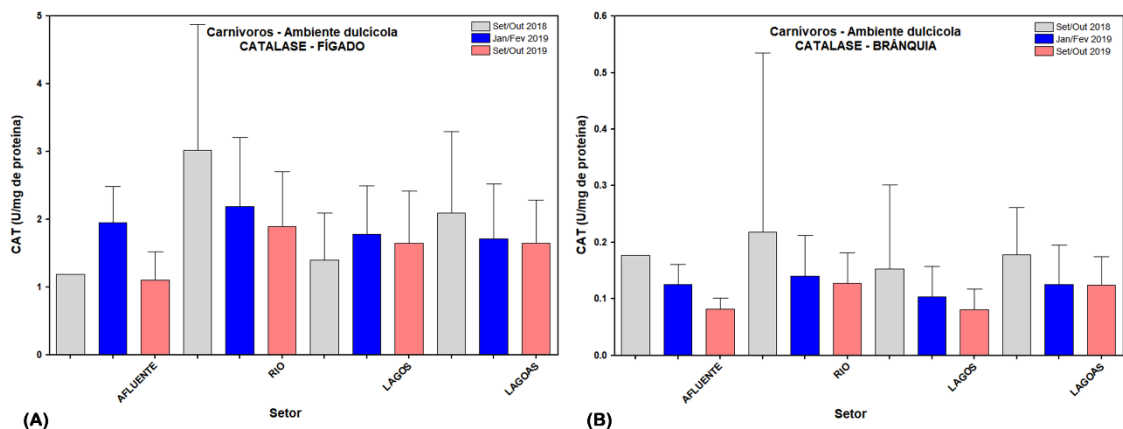 Carnívoros - Ambiente dulcícola
CATALASE - FÍGADO
Set/Out 2018
Jan/Fev 2019
Set/Out 2019
CAT (U/mg de proteína)
5
4
3
2
1
0
AFLUENTE
RIO
LAGOS
LAGOAS
Setor
(A)
Carnívoros - Ambiente dulcícola
CATALASE - BRÂNQUIA
Set/Out 2018
Jan/Fev 2019
Set/Out 2019
CAT (U/mg de proteína)
0.6
0.5
0.4
0.3
0.2
0.1
0.0
AFLUENTE
RIO
LAGOS
LAGOAS
Setor
(B)